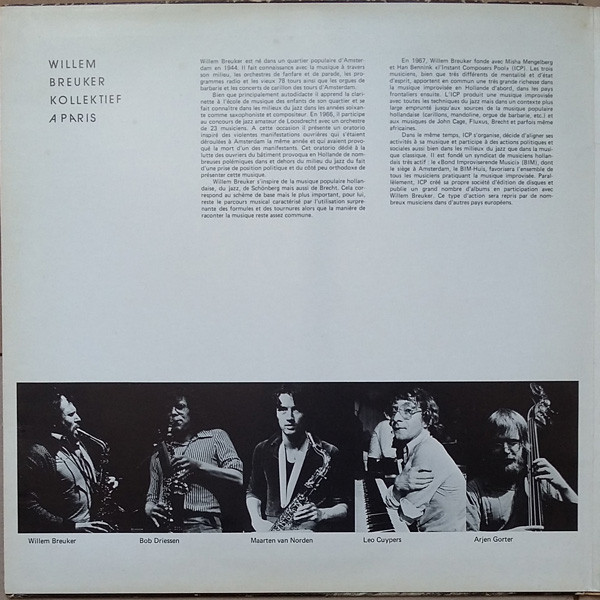 WILLEM
BREUKER
KOLLEKTIEF
A PARIS
Willem Breuker est né dans un quartier populaire d'Amster-
dam en 1944. Il fait connaissance avec la musique à travers
son milieu, les orchestres de fanfare et de parade, les pro-
grammes radio et les vieux 78 tours ainsi que les orgues de
barbarie et les concerts de carillon des tours d'Amsterdam.
Bien que principalement autodidacte il apprend la clari-
nette à l'école de musique des enfants de son quartier et se
fait connaître dans les milieux du jazz dans les années soixan-
te comme saxophoniste et compositeur. En 1966, il participe
au concours de jazz amateur de Loosdrecht avec un orchestre
de 23 musiciens. A cette occasion il présente un oratorio
inspiré des violentes manifestations ouvrières qui s'étaient
déroulées à Amsterdam la même année et qui avaient provo-
qué la mort d'un des manifestants. Cet oratorio dédié à la
lutte des ouvriers du bâtiment provoqua en Hollande de nom-
breuses polémiques dans et dehors du milieu du jazz du fait
d'une prise de position politique et du côté peu orthodoxe de
présenter cette musique.
Willem Breuker s'inspire de la musique populaire hollan-
daise, du jazz, de Schönberg mais aussi de Brecht. Cela cor-
respond au schème de base mais le plus important, pour lui,
reste le parcours musical caractérisé par l'utilisation surpre-
nante des formules et des tournures alors que la manière de
raconter la musique reste assez commune.
En 1967, Willem Breuker fonde avec Misha Mengelberg
et Han Bennink «l'Instant Composers Pool» (ICP). Les trois
musiciens, bien que très différents de mentalité et d'état
d'esprit, apportent en commun une très grande richesse dans
la musique improvisée en Hollande d'abord, dans les pays
frontaliers ensuite. L'ICP produit une musique improvisée
avec toutes les techniques du jazz mais dans un contexte plus
large emprunté jusqu'aux sources de la musique populaire
hollandaise (carillons, mandoline, orgue de barbarie, etc.) et
aux musiques de John Cage, Fluxus, Brecht et parfois même
africaines.
Dans le même temps, ICP s'organise, décide d'aligner ses
activités à sa musique et participe à des actions politiques et
sociales aussi bien dans les milieux du jazz que dans la musi-
que classique. Il est fondé un syndicat de musiciens hollan-
dais très actif : le «Bond Improviserende Musici» (BIM), dont
le siège à Amsterdam, le BIM-Huis, favorisera l'ensemble de
tous les musiciens pratiquant la musique improvisée. Paral-
lèlement, ICP créé sa propre société d'édition de disques et
publie un grand nombre d'albums en participation avec
Willem Breuker. Ce type d'action sera repris par de nom-
breux musiciens dans d'autres pays européens.
Willem Breuker
Bob Driessen
Maarten van Norden
Leo Cuypers
Arjen Gorter